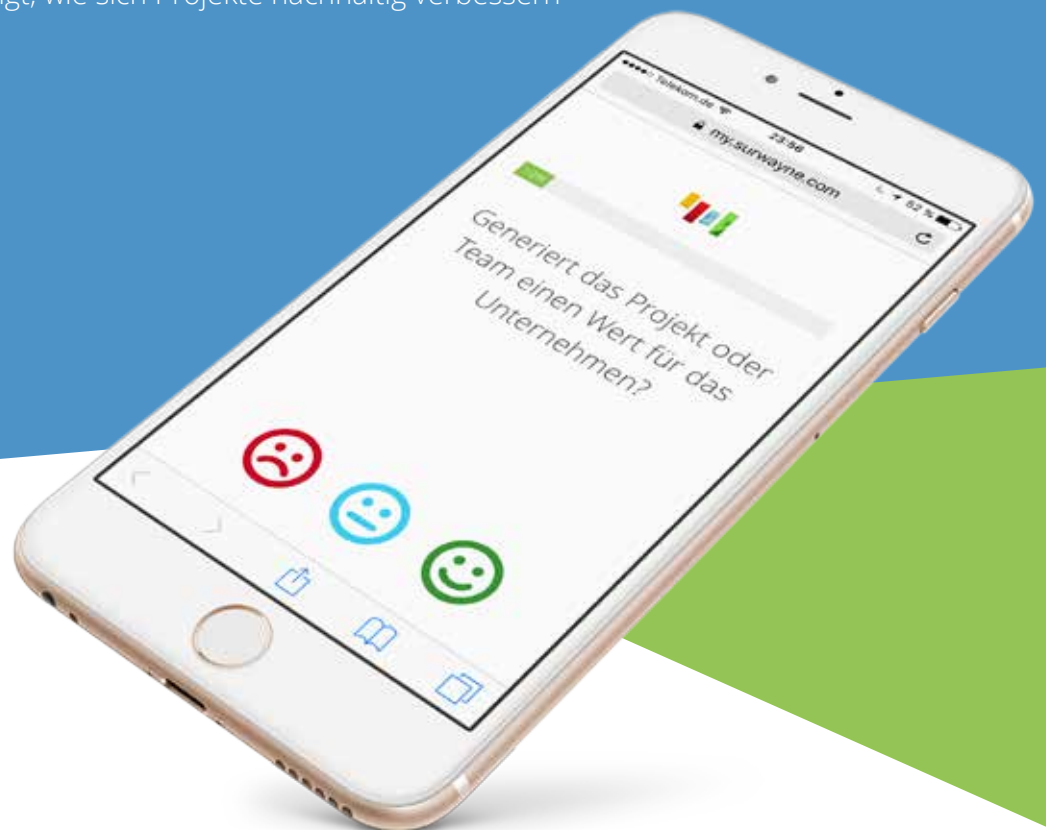 wie sich Projekte nachhaltig verbessern
Telekom.de
23:56
52 %
my.surwayne.com
Generiert das Projekt oder
Team einen Wert für das
Unternehmen?